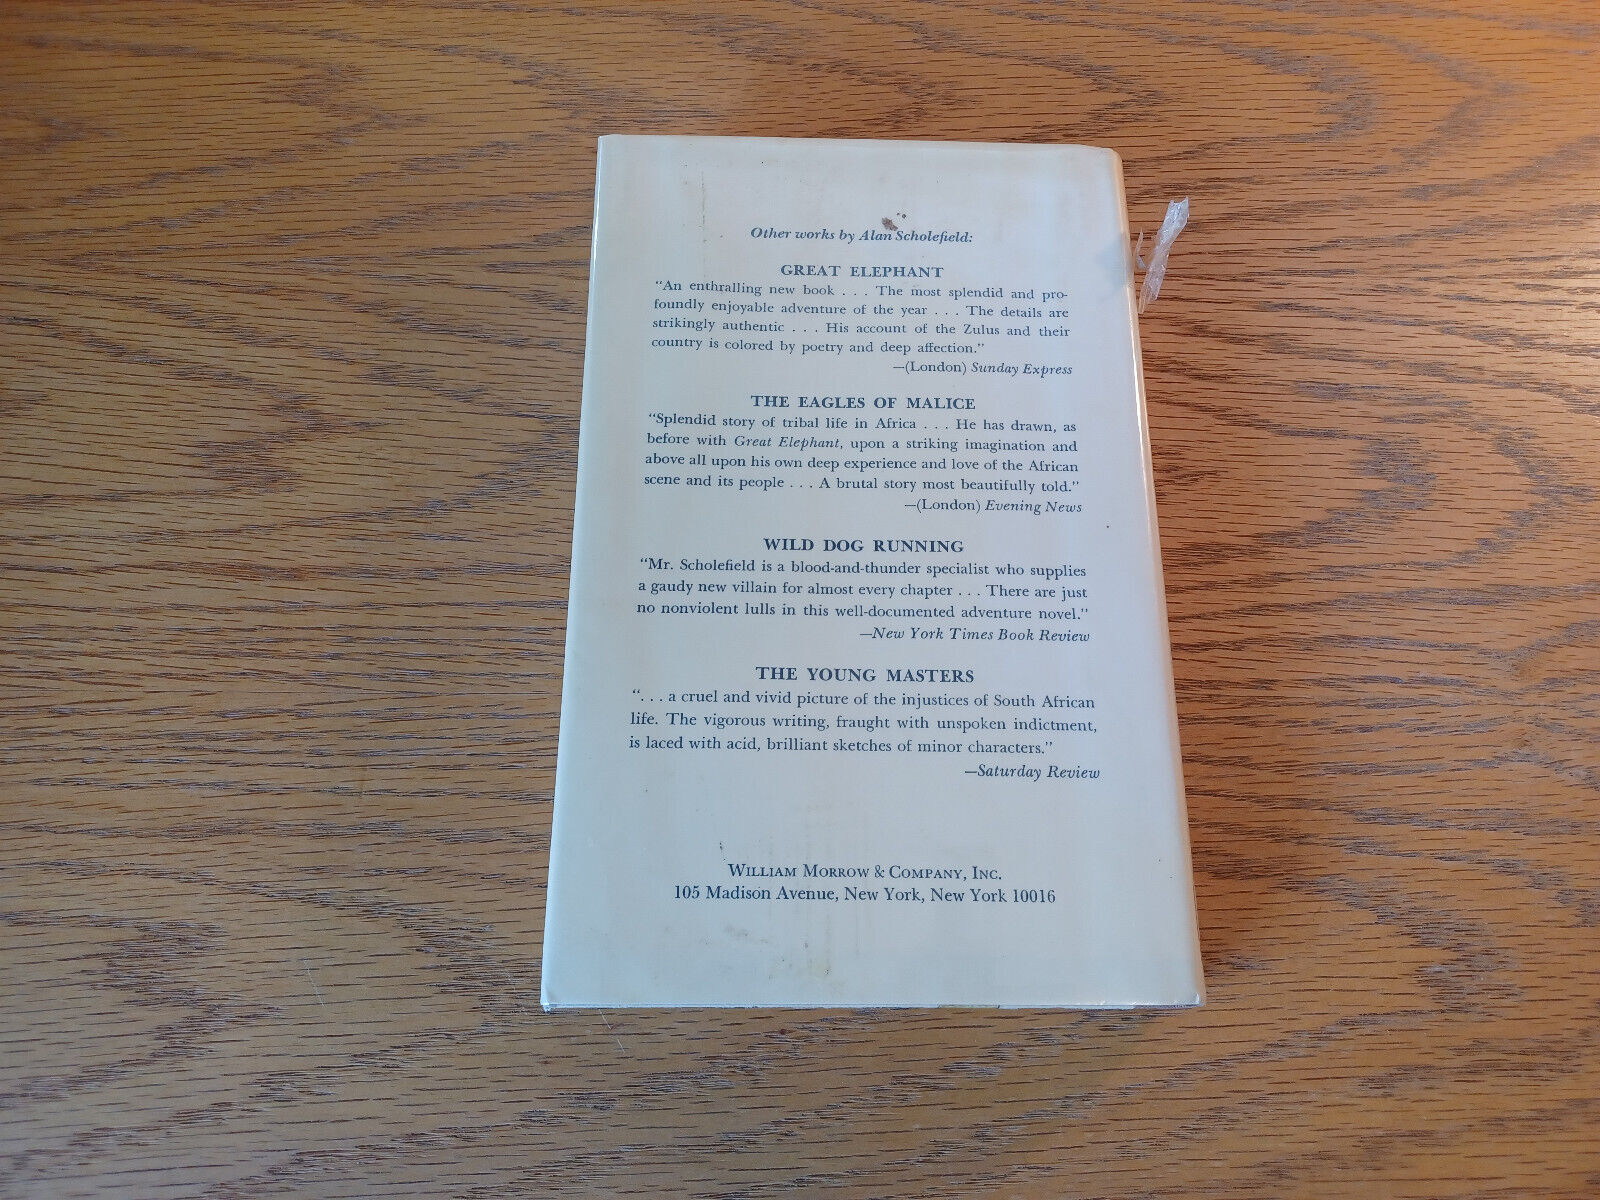 Other works by Alan Scholefield:
GREAT ELEPHANT
“An enthralling new book . . . The most splendid and pro-
foundly enjoyable adventure of the year . . . The details are
strikingly authentic . . . His account of the Zulus and their
country is colored by poetry and deep affection.”
—(London) Sunday Express
THE EAGLES OF MALICE
“Splendid story of tribal life in Africa . . . He has drawn, as
before with Great Elephant, upon a striking imagination and
above all upon his own deep experience and love of the African
scene and its people . . . A brutal story most beautifully told.”
—(London) Evening News
WILD DOG RUNNING
“Mr. Scholefield is a blood-and-thunder specialist who supplies
a gaudy new villain for almost every chapter . . . There are just
no nonviolent lulls in this well-documented adventure novel.”
—New York Times Book Review
THE YOUNG MASTERS
“. . . a cruel and vivid picture of the injustices of South African
life. The vigorous writing, fraught with unspoken indictment,
is laced with acid, brilliant sketches of minor characters.”
—Saturday Review
WILLIAM MORROW & COMPANY, INC.
105 Madison Avenue, New York, New York 10016